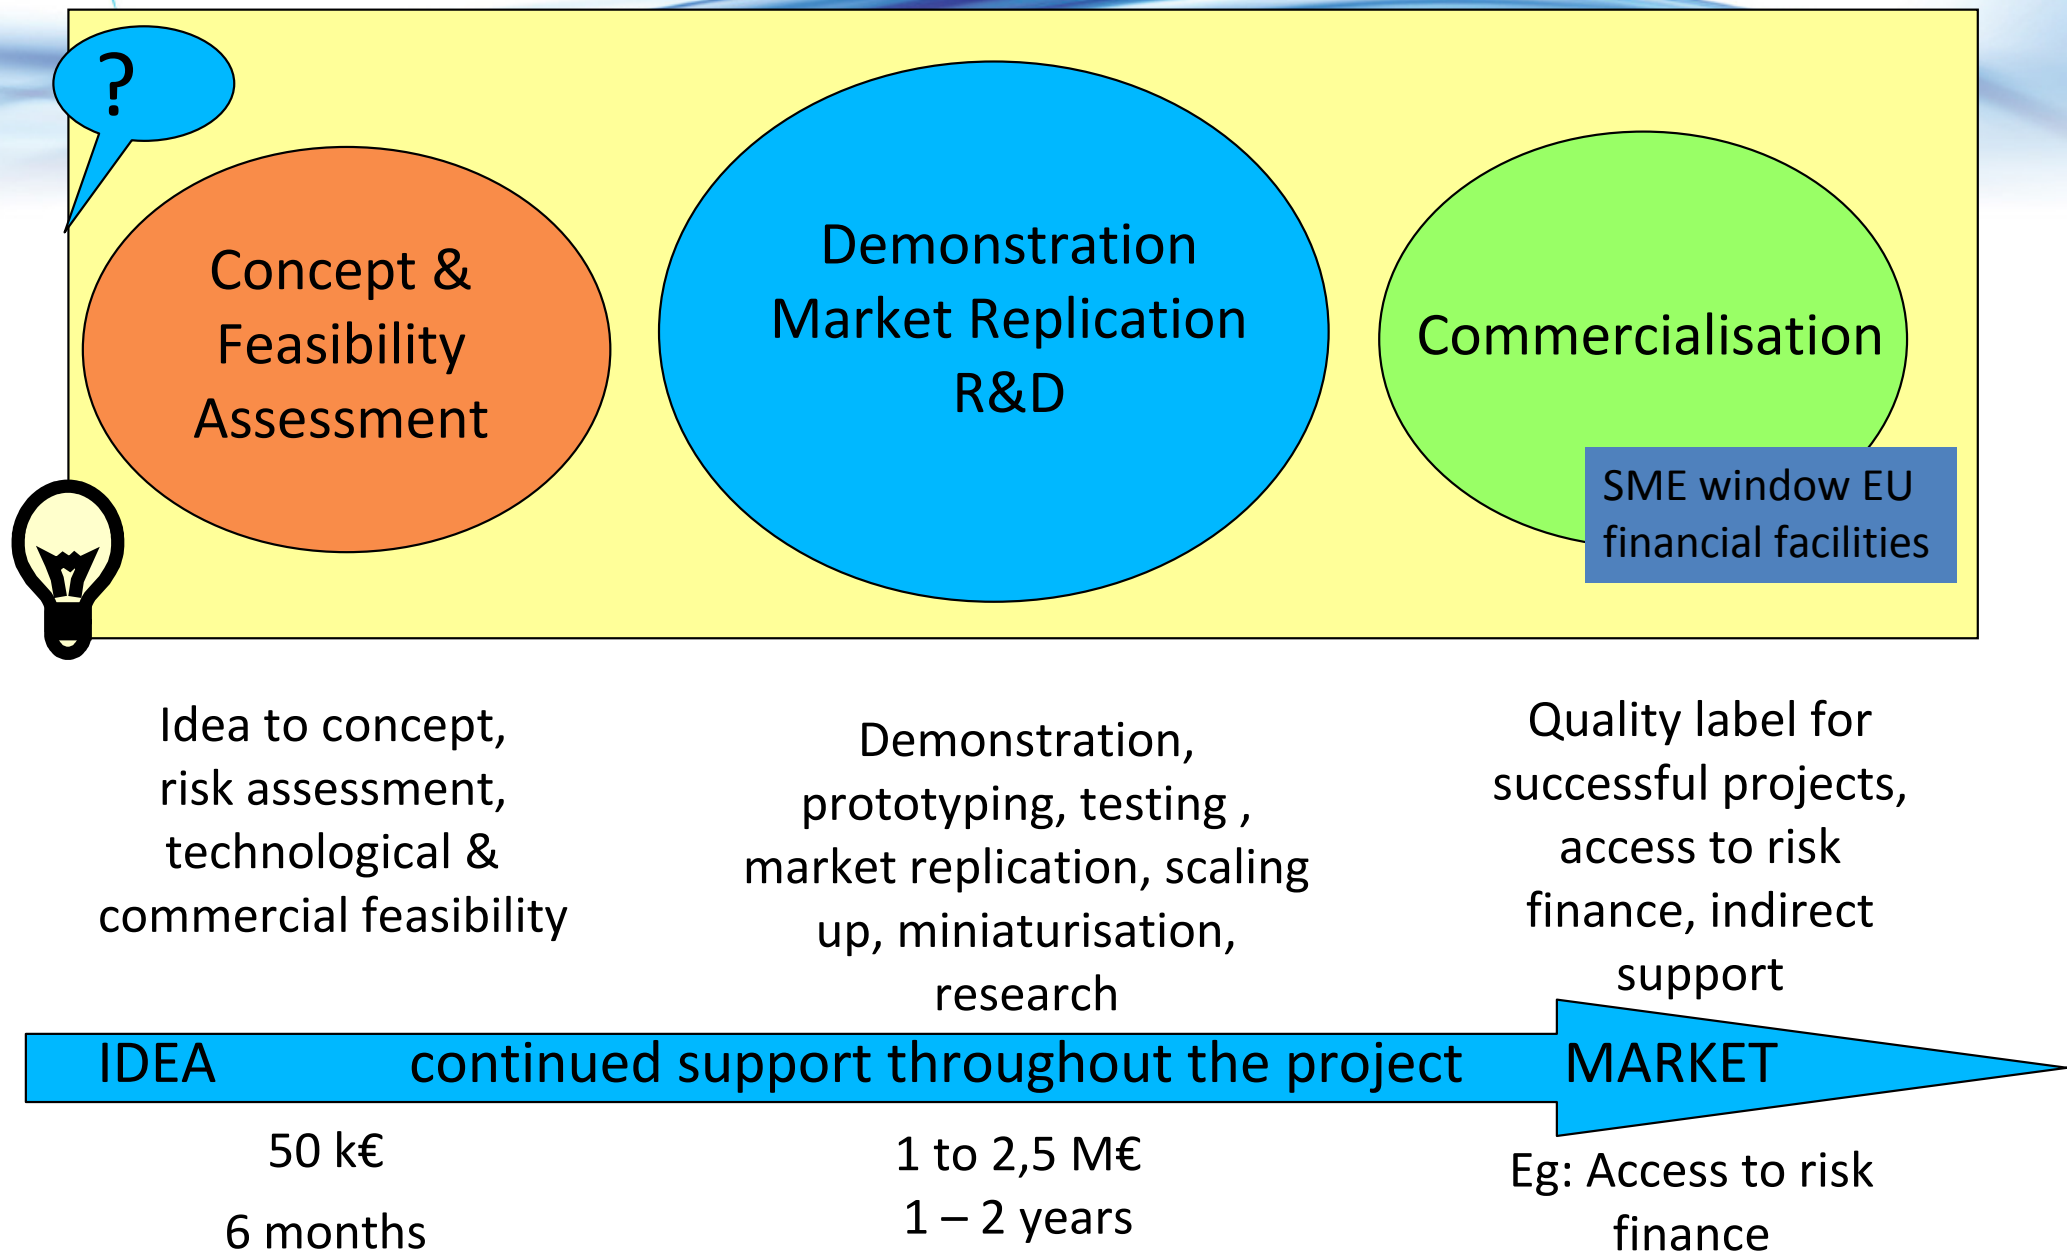 ?
Concept &
Feasibility
Assessment
Demonstration
Market Replication
R&D
Commercialisation
SME window EU
financial facilities
Idea to concept,
risk assessment,
technological &
commercial feasibility
Demonstration,
prototyping, testing ,
market replication, scaling
up, miniaturisation,
research
Quality label for
successful projects,
access to risk
finance, indirect
support
IDEA continued support throughout the project MARKET
50 k€
6 months
1 to 2,5 M€
1 – 2 years
Eg: Access to risk
finance